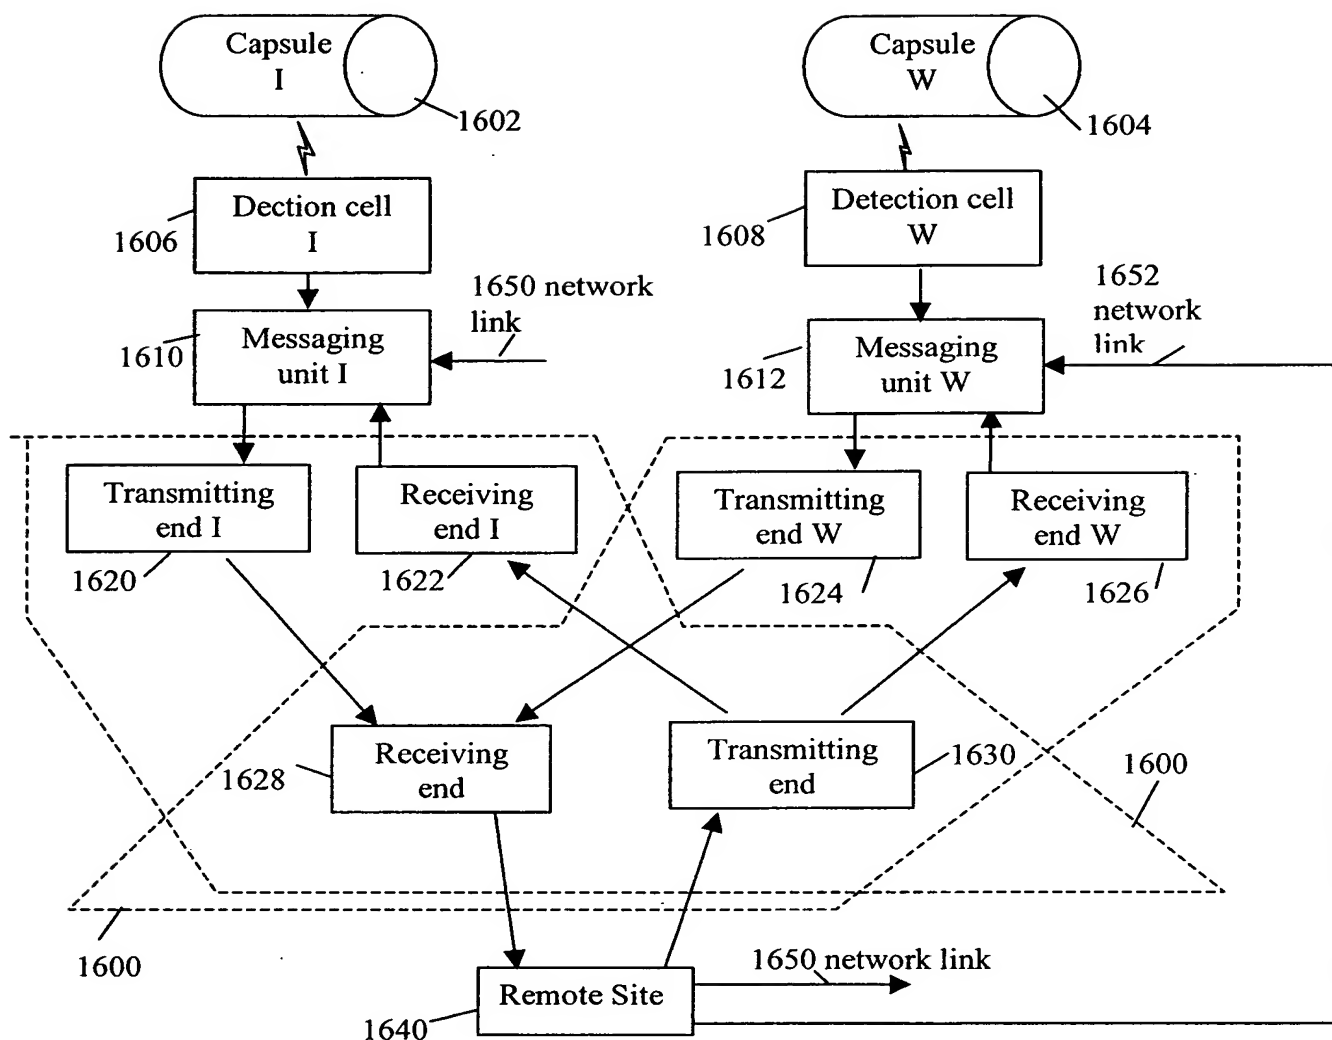 Capsule
I
1602
Capsule
W
1604
Dection cell
I
1606
Detection cell
W
1608
1650 network
link
1652
network
link
Messaging
unit I
1610
Messaging
unit W
1612
Transmitting
end I
1620
Receiving
end I
1622
Transmitting
end W
1624
Receiving
end W
1626
Receiving
end
1628
Transmitting
end
1630
1600
1600
1650 network link
Remote Site
1640